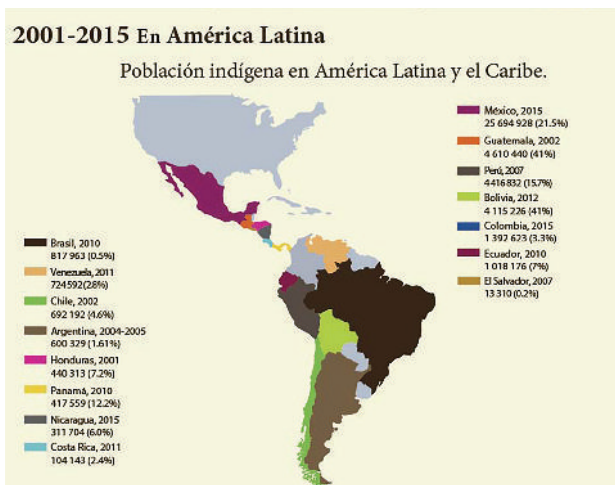 2001-2015 En América Latina
Población indígena en América Latina y el Caribe.
México, 2015
25 694 928 (21.5%)
Guatemala, 2002
4 610 440 (41%)
Perú, 2007
4416832 (15.7%)
Bolivia, 2012
4 115 226 (41%)
Colombia, 2015
1 392 623 (3.3%)
Ecuador, 2010
1 018 176 (7%)
El Salvador, 2007
13 310 (0.2%)
Brasil, 2010
817 963 (0.5%)
Venezuela, 2011
724592 (28%)
Chile, 2002
692 192 (4.6%)
Argentina, 2004-2005
600 329 (1.61%)
Honduras, 2001
440 313 (7.2%)
Panamá, 2010
417 559 (12.2%)
Nicaragua, 2015
311 704 (6.0%)
Costa Rica, 2011
104 143 (2.4%)